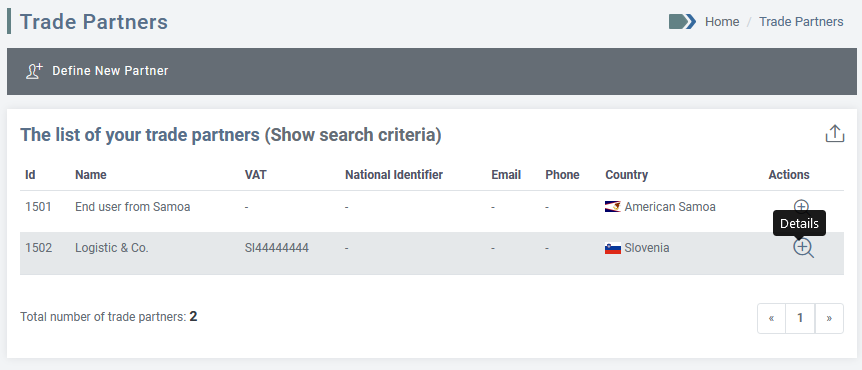 Trade Partners
Home / Trade Partners
Define New Partner
The list of your trade partners (Show search criteria)
Id Name VAT National Identifier Email Phone Country Actions
1501 End user from Samoa - - - - American Samoa
Details
1502 Logistic & Co. SI44444444 - - - Slovenia
Total number of trade partners: 2
« 1 »